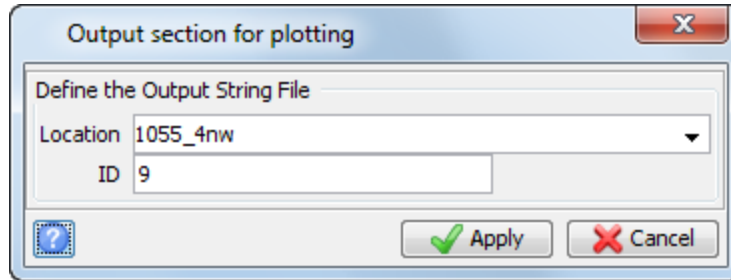 Output section for plotting
Define the Output String File
Location 1055_4nw
ID 9
? Apply Cancel